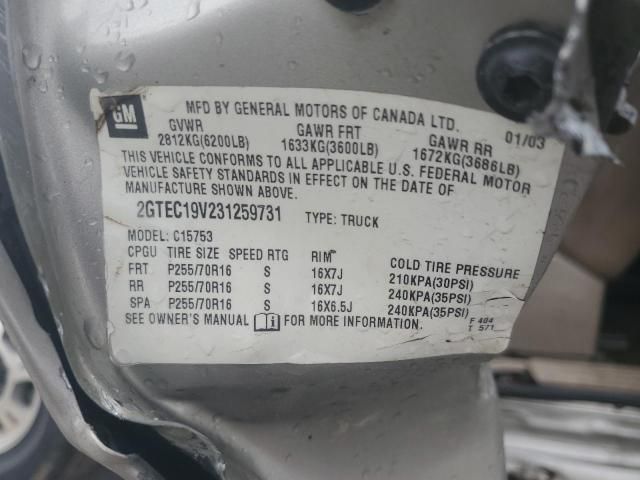 GM
MFD BY GENERAL MOTORS OF CANADA LTD.
01/03
GVWR GAWR FRT GAWR RR
2812KG(6200LB) 1633KG(3600LB) 1672KG(3686LB)
THIS VEHICLE CONFORMS TO ALL APPLICABLE U.S. FEDERAL MOTOR
VEHICLE SAFETY STANDARDS IN EFFECT ON THE DATE OF
MANUFACTURE SHOWN ABOVE.
2GTEC19V231259731 TYPE: TRUCK
MODEL: C15753
CPGU TIRE SIZE SPEED RTG RIM COLD TIRE PRESSURE
FRT P255/70R16 S 16X7J 210KPA(30PSI)
RR P255/70R16 S 16X7J 240KPA(35PSI)
SPA P255/70R16 S 16X6.5J 240KPA(35PSI)
SEE OWNER'S MANUAL FOR MORE INFORMATION.
F 404
T 571